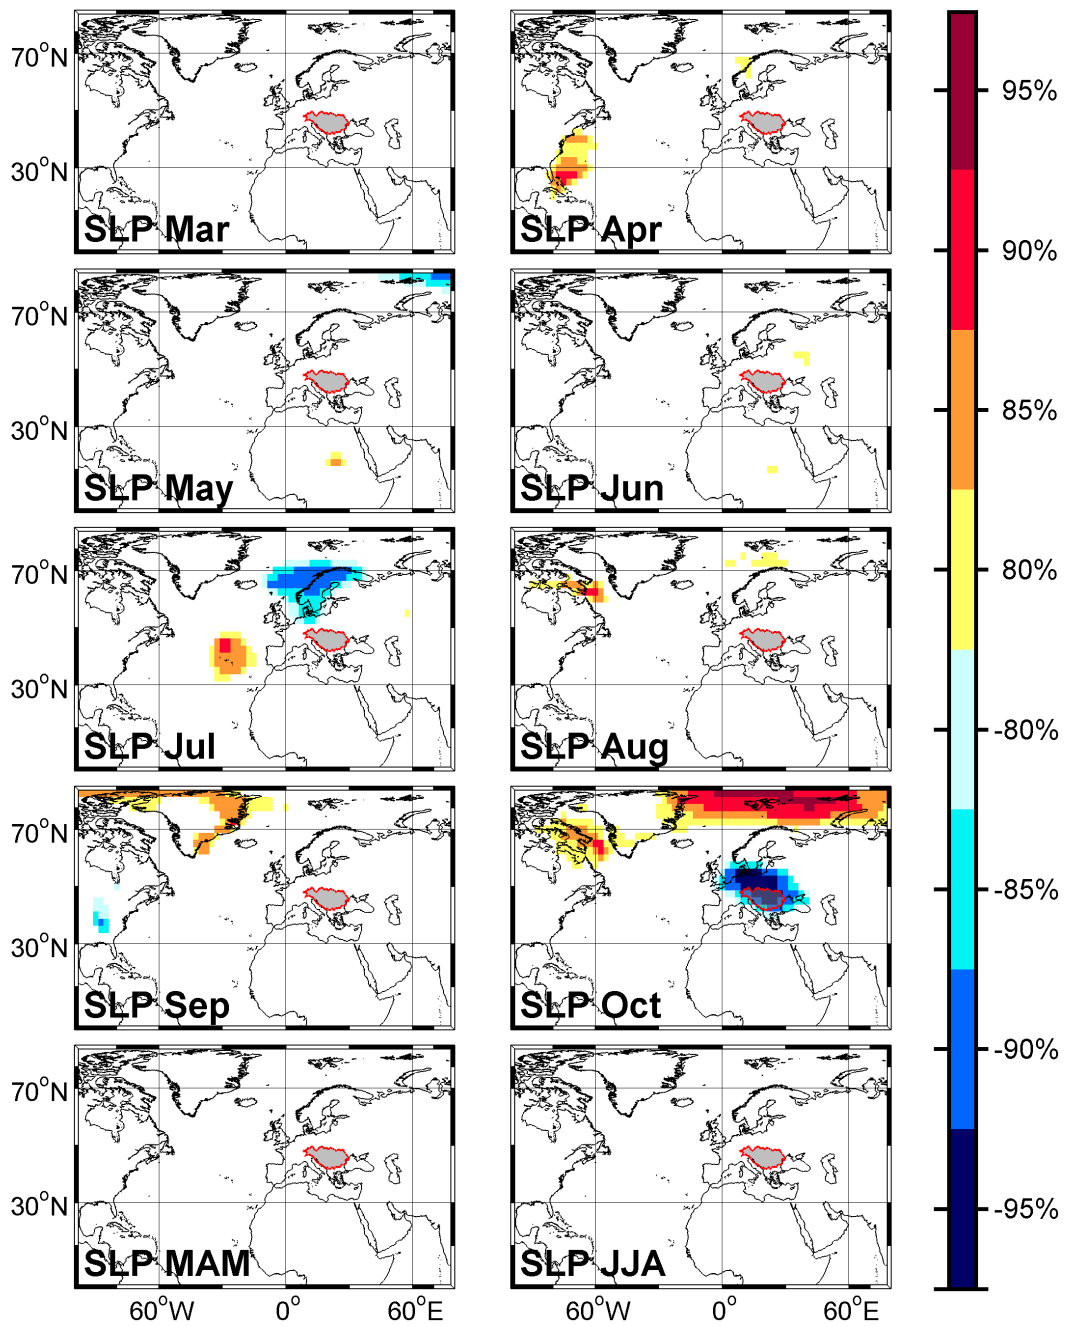 70°N
30°N
SLP Mar
SLP Apr
70°N
30°N
SLP May
SLP Jun
70°N
30°N
SLP Jul
SLP Aug
70°N
30°N
SLP Sep
SLP Oct
70°N
30°N
SLP MAM
SLP JJA
60°W
0°
60°E
60°W
0°
60°E
95%
90%
85%
80%
-80%
-85%
-90%
-95%